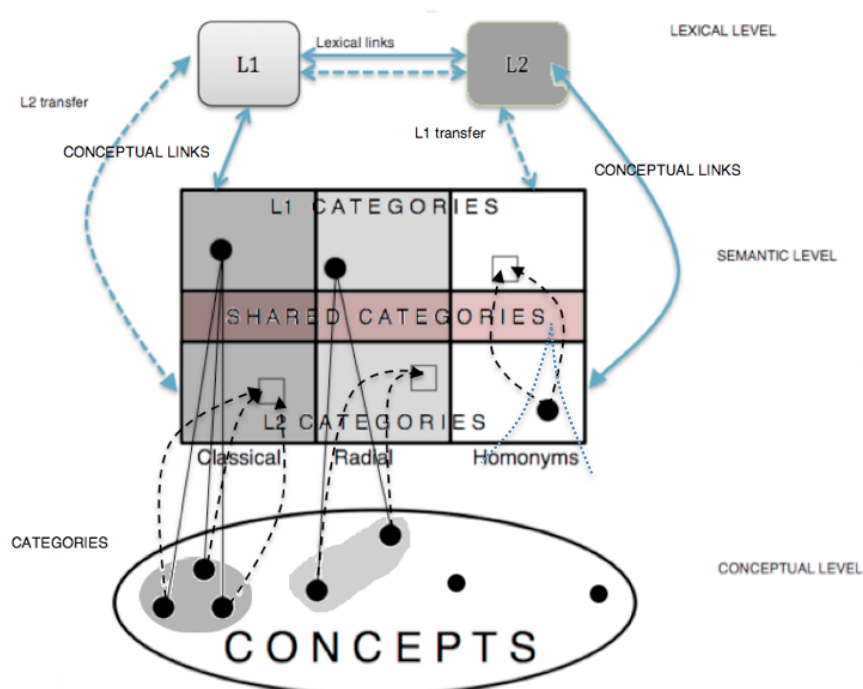 LEXICAL LEVEL
Lexical links
L1
L2
L2 transfer
L1 transfer
CONCEPTUAL LINKS
CONCEPTUAL LINKS
L1 CATEGORIES
SEMANTIC LEVEL
SHARED CATEGORIES
L2 CATEGORIES
Classical
Radial
Homonyms
CATEGORIES
CONCEPTUAL LEVEL
CONCEPTS